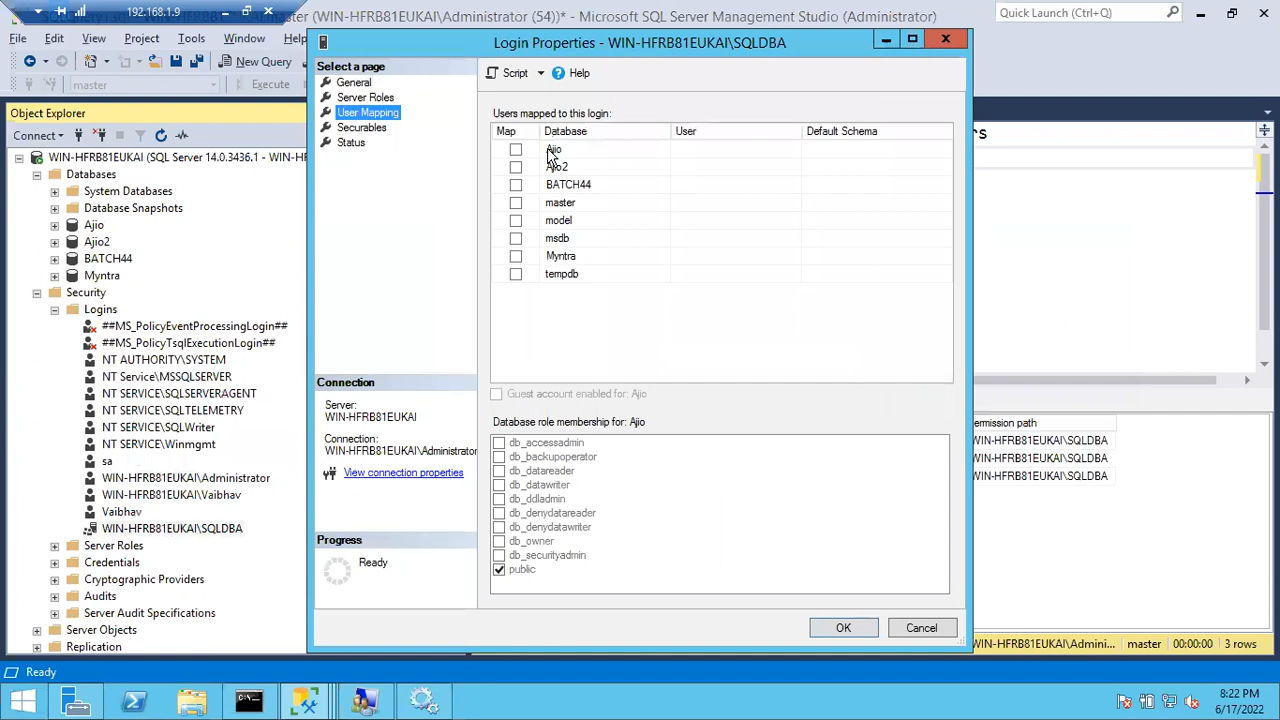 192.168.1.9
master (WIN-HFRB81EUKAI\Administrator (54))* - Microsoft SQL Server Management Studio
Quick Launch (Ctrl+Q)
File
Edit
View
Project
Tools
Window
Help
New Query
master
Execute
Object Explorer
Connect
WIN-HFRB81EUKAI (SQL Server 14.0.3436.1 - WIN-H
Databases
System Databases
Database Snapshots
Ajio
Ajio2
BATCH44
Myntra
Security
Logins
##MS_PolicyEventProcessingLogin##
##MS_PolicyTsqlExecutionLogin##
NT AUTHORITY\SYSTEM
NT Service\MSSQLSERVER
NT SERVICE\SQLSERVERAGENT
NT SERVICE\SQLTELEMETRY
NT SERVICE\SQLWriter
NT SERVICE\Winmgmt
sa
WIN-HFRB81EUKAI\Administrator
WIN-HFRB81EUKAI\Vaibhav
Vaibhav
WIN-HFRB81EUKAI\SQLDBA
Server Roles
Credentials
Cryptographic Providers
Audits
Server Audit Specifications
Server Objects
Replication
Login Properties - WIN-HFRB81EUKAI\SQLDBA
Select a page
General
Server Roles
User Mapping
Securables
Status
Connection
Server:
WIN-HFRB81EUKAI
Connection:
WIN-HFRB81EUKAI\Administrator
View connection properties
Progress
Ready
Script
Help
Users mapped to this login:
Map Database User Default Schema
Ajio
Ajio2
BATCH44
master
model
msdb
Myntra
tempdb
Guest account enabled for: Ajio
Database role membership for: Ajio
db_accessadmin
db_backupoperator
db_datareader
db_datawriter
db_ddladmin
db_denydatareader
db_denydatawriter
db_owner
db_securityadmin
public
OK
Cancel
rs
ermission path
WIN-HFRB81EUKAI\SQLDBA
WIN-HFRB81EUKAI\SQLDBA
WIN-HFRB81EUKAI\SQLDBA
WIN-HFRB81EUKAI\Admini... master 00:00:00 3 rows
Ready
8:22 PM
6/17/2022